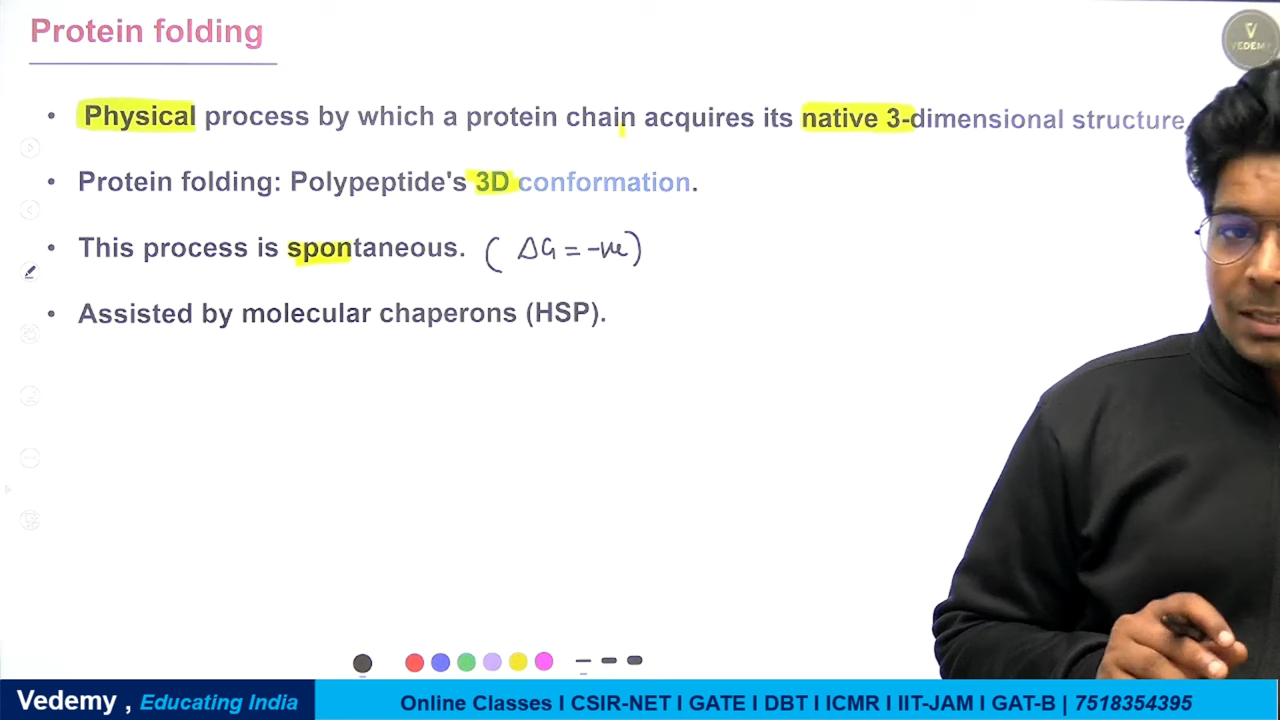 Protein folding
V
VEDEMY
• Physical process by which a protein chain acquires its native 3-dimensional structure.
• Protein folding: Polypeptide's 3D conformation.
• This process is spontaneous. ( ΔG = -ve)
• Assisted by molecular chaperons (HSP).
Vedemy , Educating India
Online Classes I CSIR-NET I GATE I DBT I ICMR I IIT-JAM I GAT-B | 7518354395